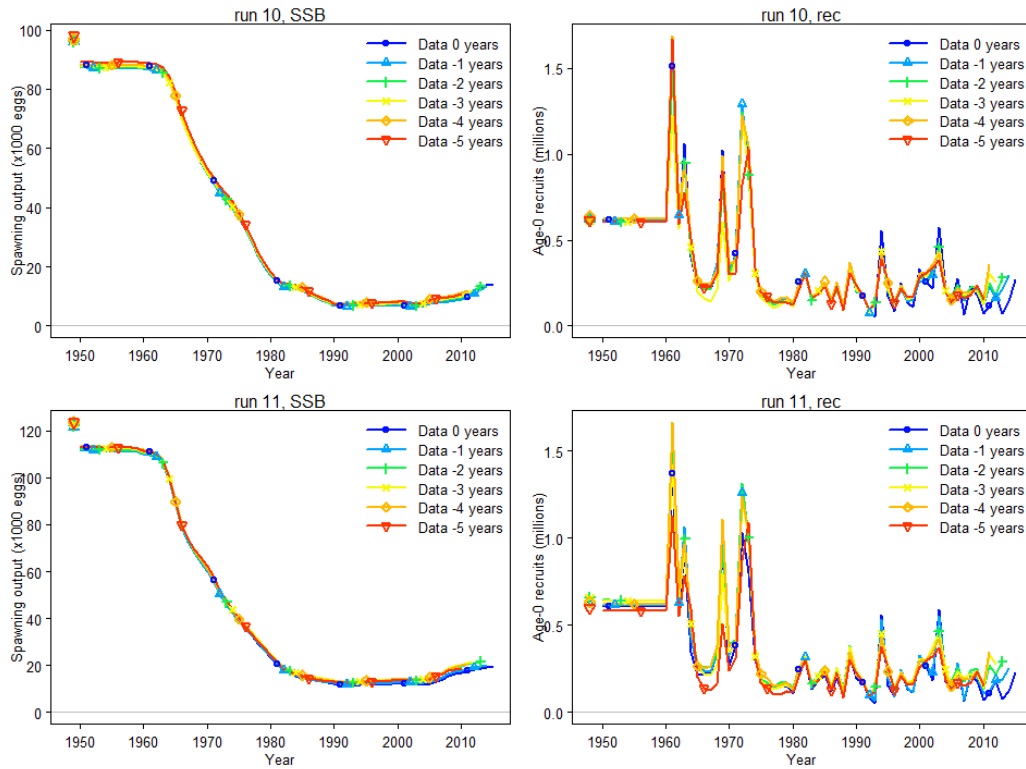 run 10, SSB
Spawning output (x1000 eggs)
100
80
60
40
20
0
Data 0 years
Data -1 years
Data -2 years
Data -3 years
Data -4 years
Data -5 years
1950 1960 1970 1980 1990 2000 2010
Year
run 10, rec
Age-0 recruits (millions)
1.5
1.0
0.5
0.0
Data 0 years
Data -1 years
Data -2 years
Data -3 years
Data -4 years
Data -5 years
1950 1960 1970 1980 1990 2000 2010
Year
run 11, SSB
Spawning output (x1000 eggs)
120
100
80
60
40
20
0
Data 0 years
Data -1 years
Data -2 years
Data -3 years
Data -4 years
Data -5 years
1950 1960 1970 1980 1990 2000 2010
Year
run 11, rec
Age-0 recruits (millions)
1.5
1.0
0.5
0.0
Data 0 years
Data -1 years
Data -2 years
Data -3 years
Data -4 years
Data -5 years
1950 1960 1970 1980 1990 2000 2010
Year